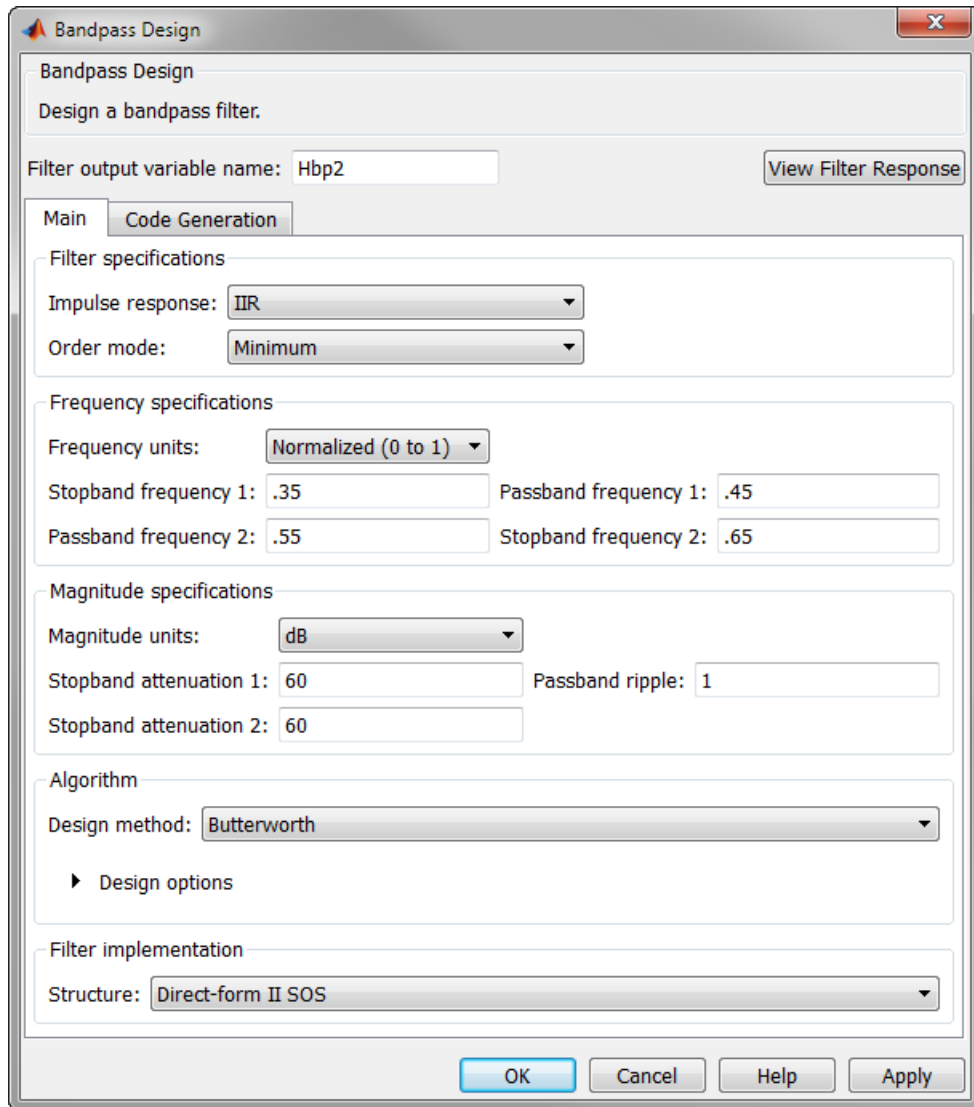 Bandpass Design
Bandpass Design
Design a bandpass filter.
Filter output variable name: Hbp2 View Filter Response
Main Code Generation
Filter specifications
Impulse response: IIR
Order mode: Minimum
Frequency specifications
Frequency units: Normalized (0 to 1)
Stopband frequency 1: .35 Passband frequency 1: .45
Passband frequency 2: .55 Stopband frequency 2: .65
Magnitude specifications
Magnitude units: dB
Stopband attenuation 1: 60 Passband ripple: 1
Stopband attenuation 2: 60
Algorithm
Design method: Butterworth
Design options
Filter implementation
Structure: Direct-form II SOS
OK Cancel Help Apply